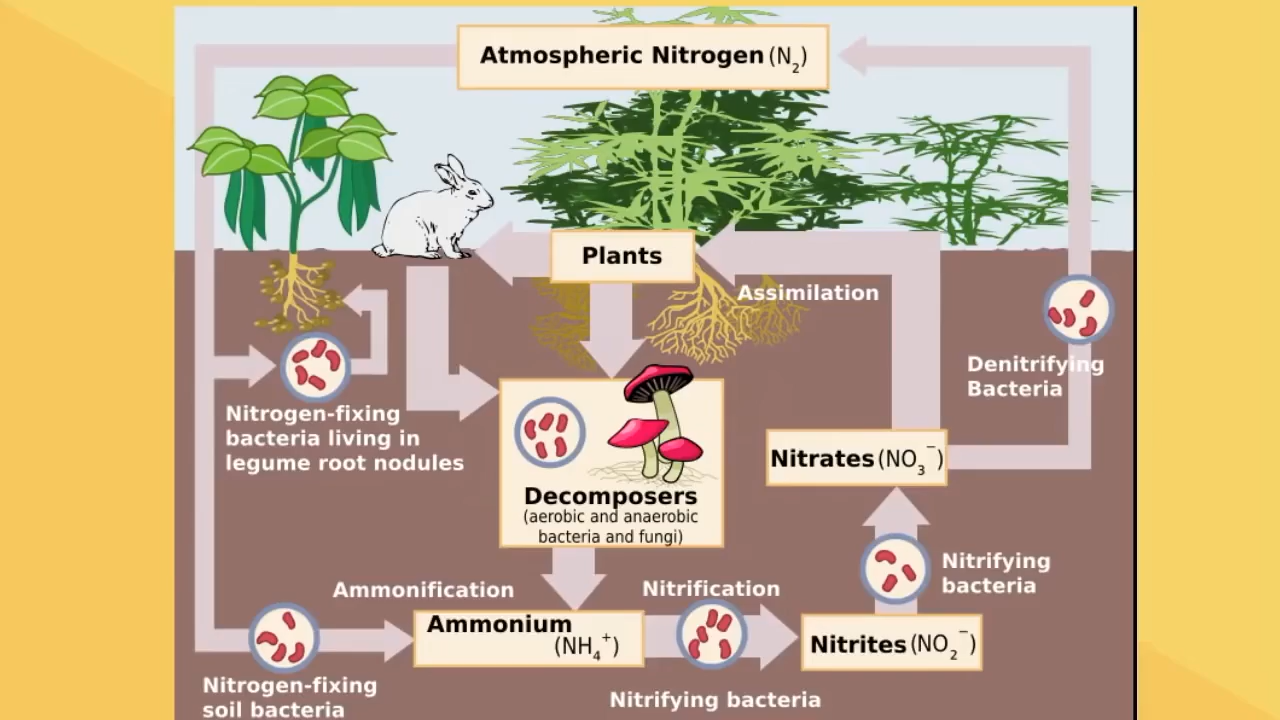 Atmospheric Nitrogen (N₂)
Plants
Assimilation
Denitrifying
Bacteria
Nitrogen-fixing
bacteria living in
legume root nodules
Nitrates (NO₃⁻)
Decomposers
(aerobic and anaerobic
bacteria and fungi)
Nitrifying
bacteria
Ammonification
Nitrification
Ammonium
(NH₄⁺)
Nitrites (NO₂⁻)
Nitrogen-fixing
soil bacteria
Nitrifying bacteria